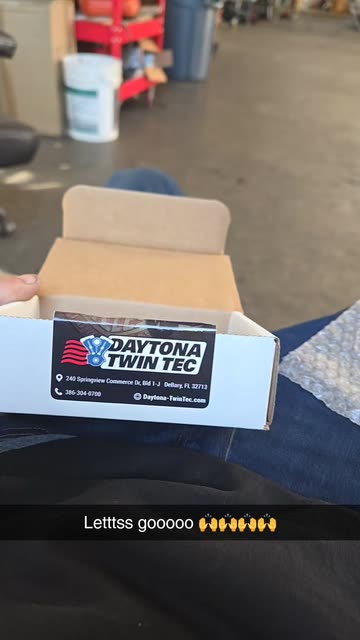 DAYTONA
TWIN TEC
240 Springview Commerce Dr, Bld 1-J DeBary, FL 32713
386-304-0700
Daytona-TwinTec.com
Letttss gooooo 🙌🙌🙌🙌